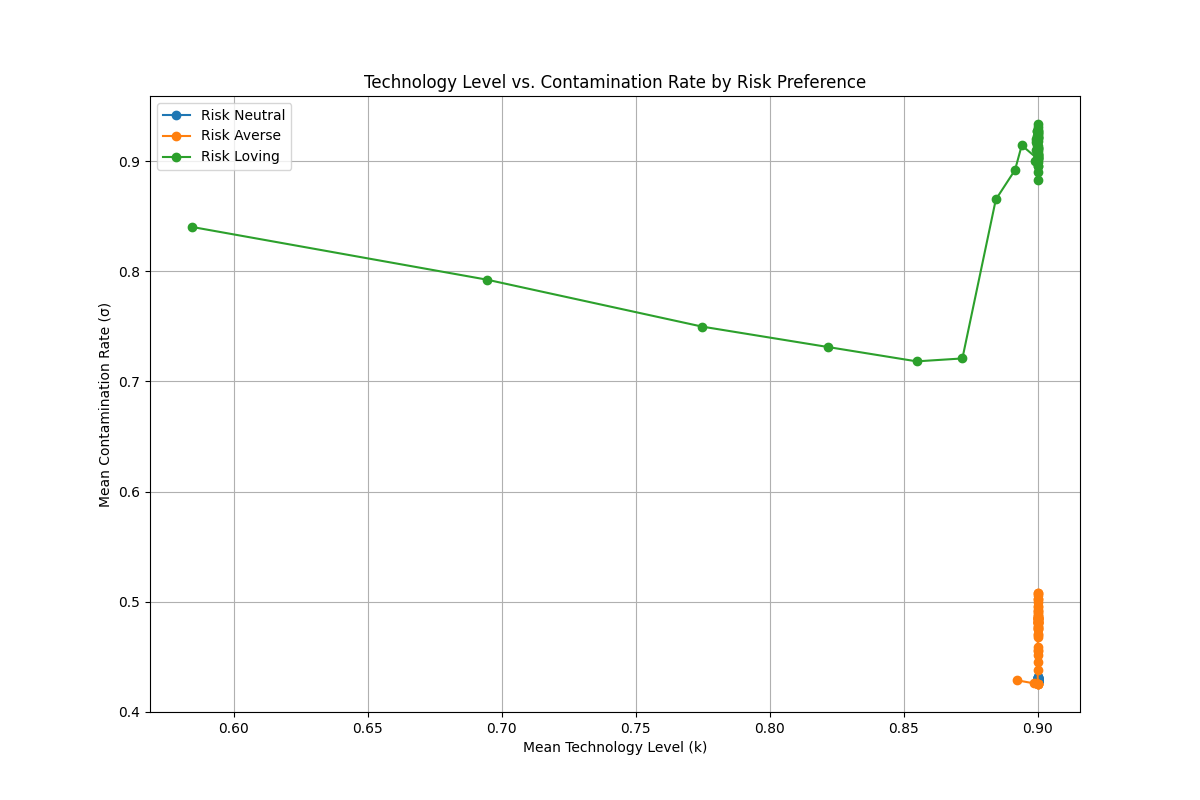 Technology Level vs. Contamination Rate by Risk Preference
Risk Neutral
Risk Averse
Risk Loving
Mean Contamination Rate (σ)
0.9
0.8
0.7
0.6
0.5
0.4
0.60 0.65 0.70 0.75 0.80 0.85 0.90
Mean Technology Level (k)